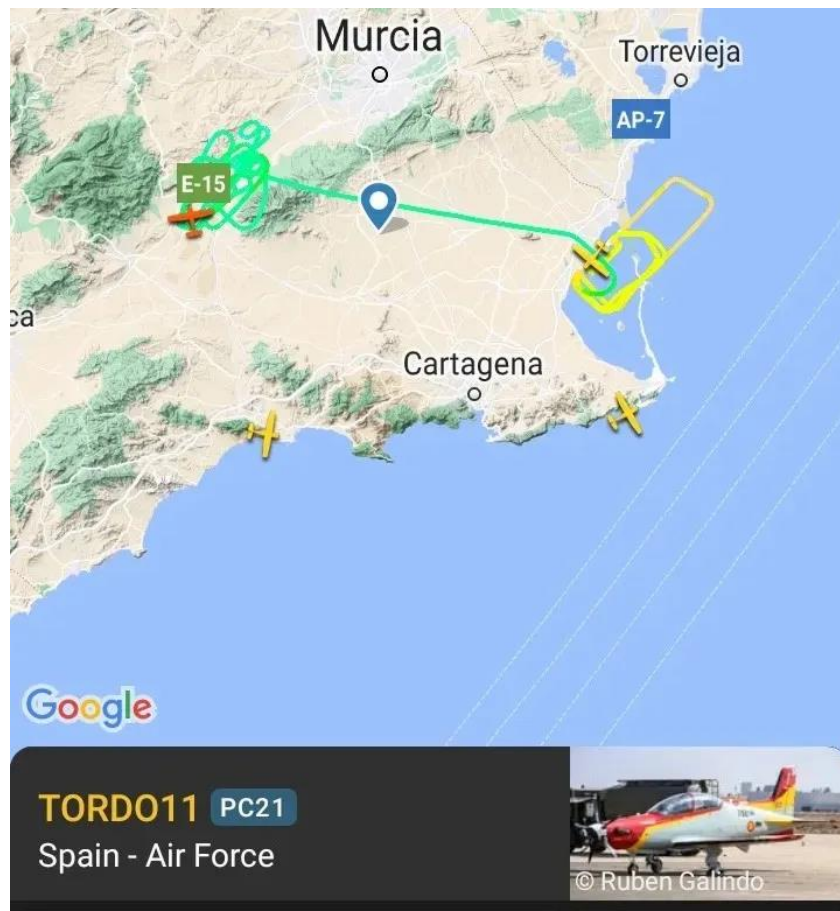 Murcia
Torrevieja
AP-7
E-15
ca
Cartagena
Google
TORDO11 PC21
Spain - Air Force
© Ruben Galindo